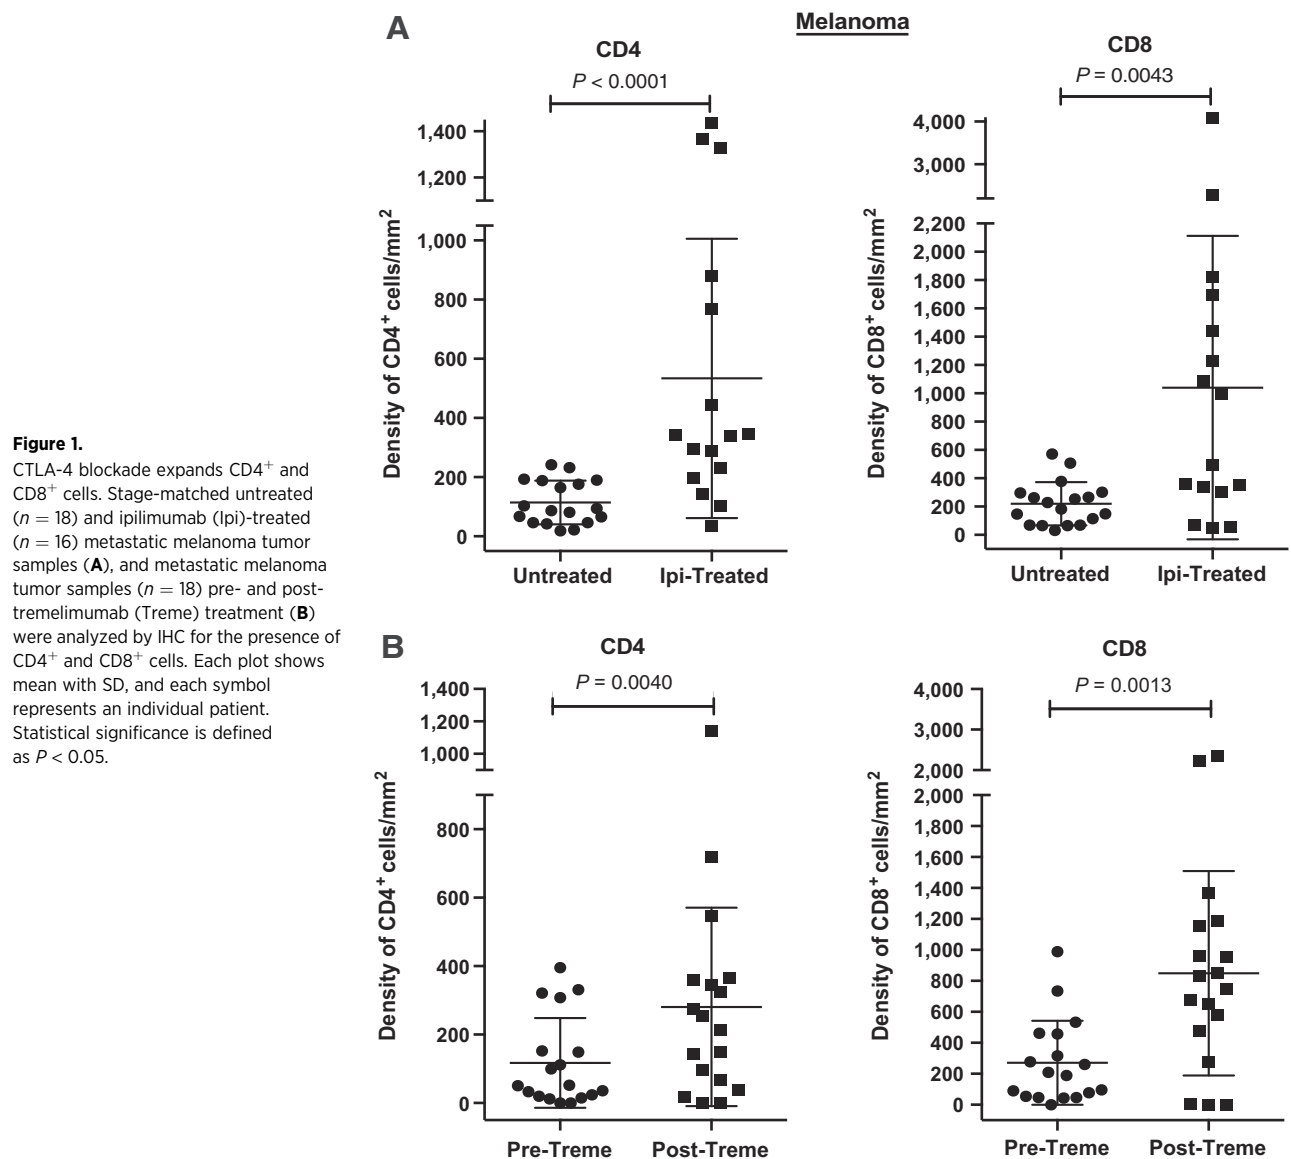 Figure 1.
CTLA-4 blockade expands CD4⁺ and
CD8⁺ cells. Stage-matched untreated
(n = 18) and ipilimumab (Ipi)-treated
(n = 16) metastatic melanoma tumor
samples (A), and metastatic melanoma
tumor samples (n = 18) pre- and post-
tremelimumab (Treme) treatment (B)
were analyzed by IHC for the presence of
CD4⁺ and CD8⁺ cells. Each plot shows
mean with SD, and each symbol
represents an individual patient.
Statistical significance is defined
as P < 0.05.
Melanoma
A
CD4
P < 0.0001
Density of CD4⁺ cells/mm²
1,400
1,200
1,000
800
600
400
200
0
Untreated
Ipi-Treated
CD8
P = 0.0043
Density of CD8⁺ cells/mm²
4,000
3,000
2,200
2,000
1,800
1,600
1,400
1,200
1,000
800
600
400
200
0
Untreated
Ipi-Treated
B
CD4
P = 0.0040
Density of CD4⁺ cells/mm²
1,400
1,200
1,000
800
600
400
200
0
Pre-Treme
Post-Treme
CD8
P = 0.0013
Density of CD8⁺ cells/mm²
4,000
3,000
2,000
2,000
1,800
1,600
1,400
1,200
1,000
800
600
400
200
0
Pre-Treme
Post-Treme